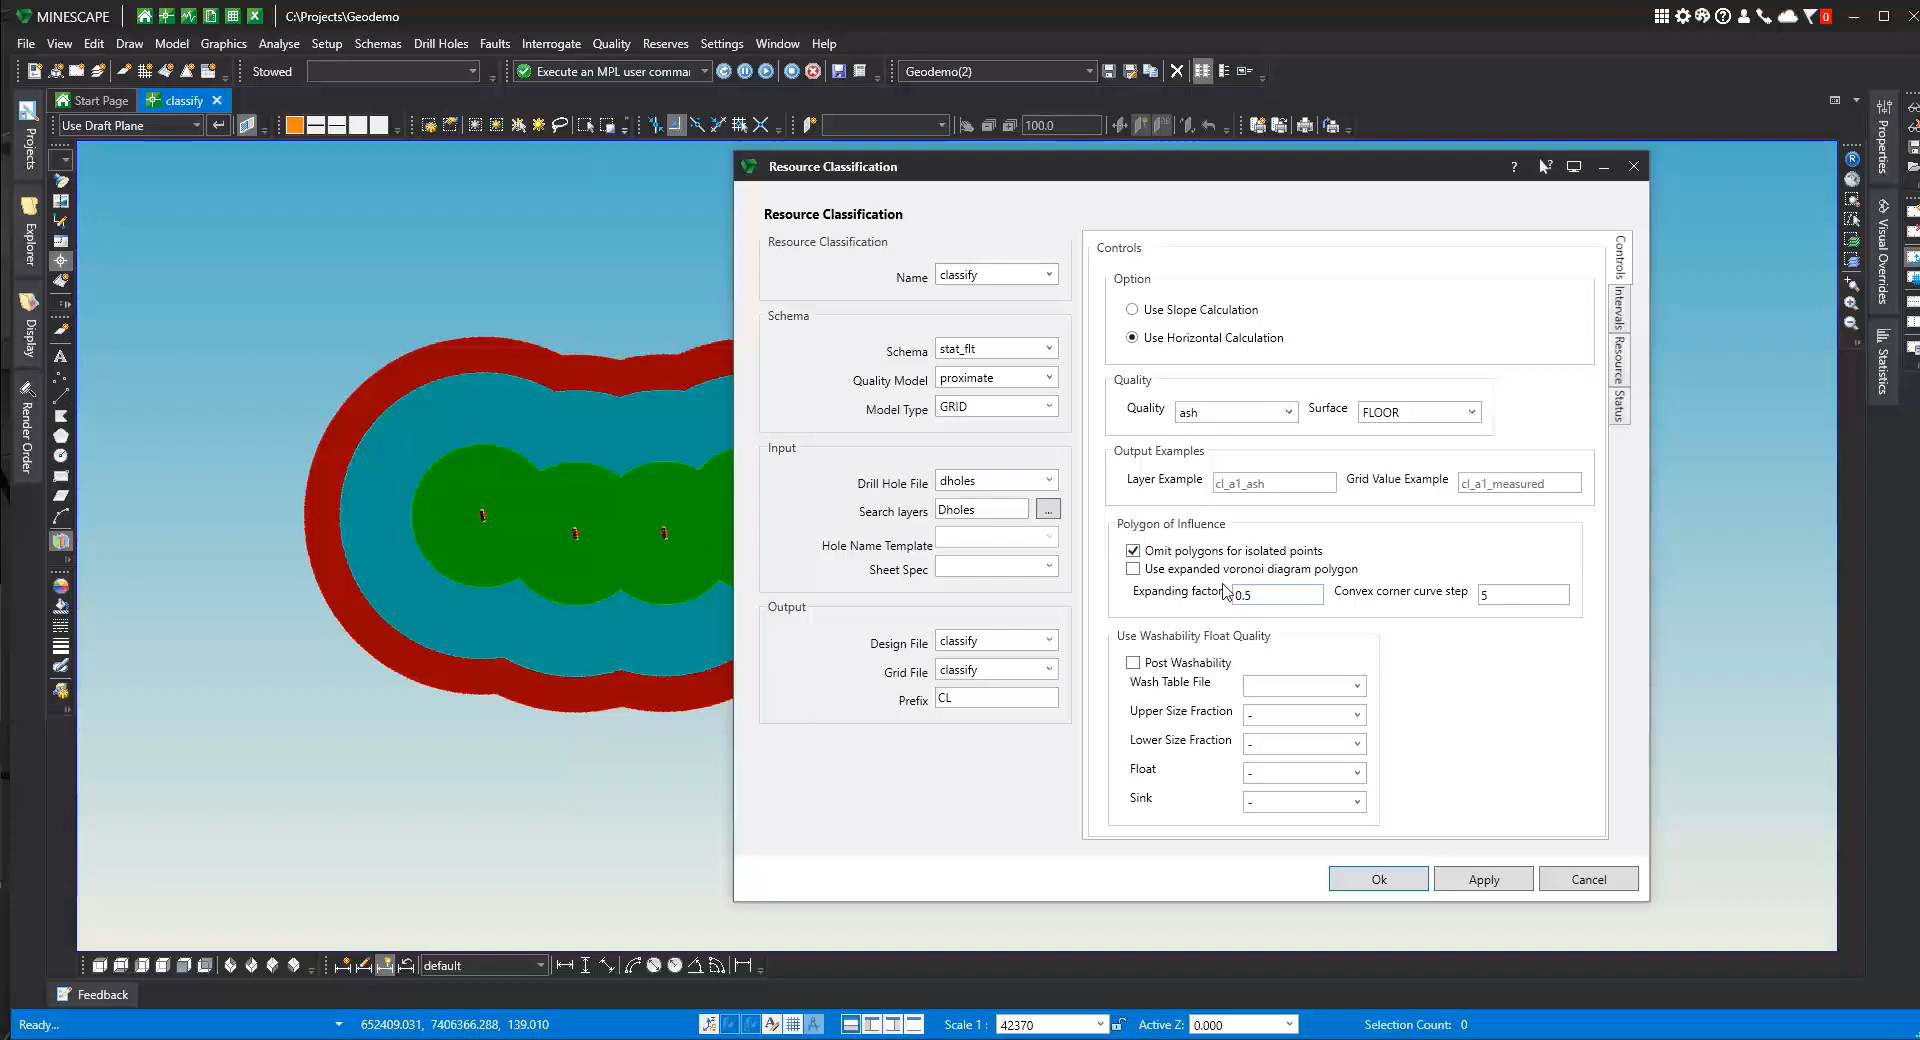 MINESCAPE
C:\Projects\Geodemo
0
File View Edit Draw Model Graphics Analyse Setup Schemas Drill Holes Faults Interrogate Quality Reserves Settings Window Help
Stowed
Execute an MPL user commar
Geodemo(2)
Start Page
classify
Use Draft Plane
100.0
Projects
Explorer
Display
Render Order
Properties
Visual Overrides
Statistics
Resource Classification
Resource Classification
Resource Classification
Name classify
Schema
Schema stat_flt
Quality Model proximate
Model Type GRID
Input
Drill Hole File dholes
Search layers Dholes ...
Hole Name Template
Sheet Spec
Output
Design File classify
Grid File classify
Prefix CL
Controls
Option
Use Slope Calculation
Use Horizontal Calculation
Quality
Quality ash Surface FLOOR
Output Examples
Layer Example cl_a1_ash Grid Value Example cl_a1_measured
Polygon of Influence
Omit polygons for isolated points
Use expanded voronoi diagram polygon
Expanding factor 0.5 Convex corner curve step 5
Use Washability Float Quality
Post Washability
Wash Table File
Upper Size Fraction -
Lower Size Fraction -
Float -
Sink -
Controls
Intervals
Resource
Status
Ok Apply Cancel
default
Feedback
Ready... 652409.031, 7406366.288, 139.010 Scale 1 : 42370 Active Z: 0.000 Selection Count: 0